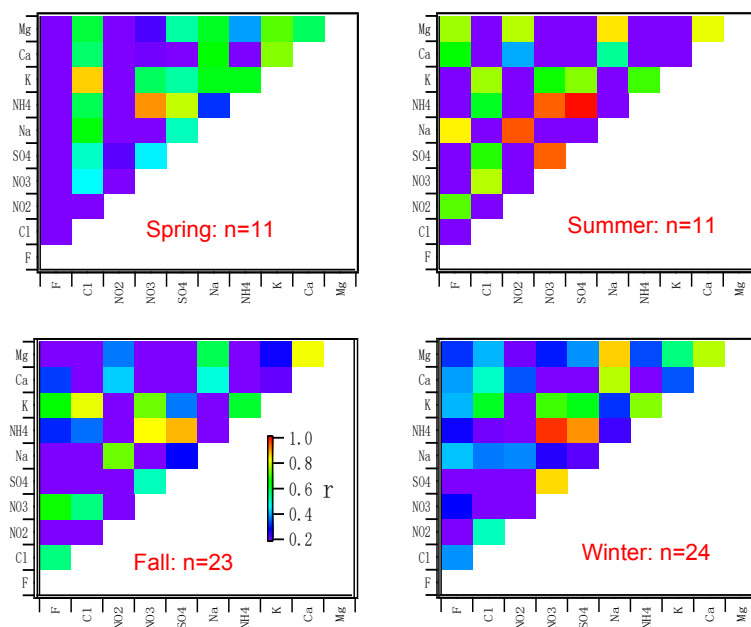 Mg
Ca
K
NH4
Na
SO4
NO3
NO2
Cl
F
Spring: n=11
F Cl NO2 NO3 SO4 Na NH4 K Ca Mg
Mg
Ca
K
NH4
Na
SO4
NO3
NO2
Cl
F
Summer: n=11
F Cl NO2 NO3 SO4 Na NH4 K Ca Mg
Mg
Ca
K
NH4
Na
SO4
NO3
NO2
Cl
F
1.0
0.8
0.6
0.4
0.2
r
Fall: n=23
F Cl NO2 NO3 SO4 Na NH4 K Ca Mg
Mg
Ca
K
NH4
Na
SO4
NO3
NO2
Cl
F
Winter: n=24
F Cl NO2 NO3 SO4 Na NH4 K Ca Mg